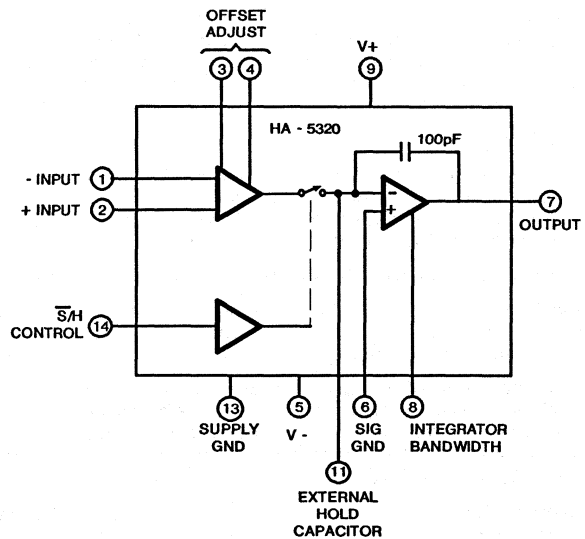 OFFSET
ADJUST
3
4
V+
9
HA - 5320
100pF
- INPUT 1
+ INPUT 2
7
OUTPUT
S̅/H
CONTROL 14
13
SUPPLY
GND
5
V -
6
SIG
GND
8
INTEGRATOR
BANDWIDTH
11
EXTERNAL
HOLD
CAPACITOR
-
+